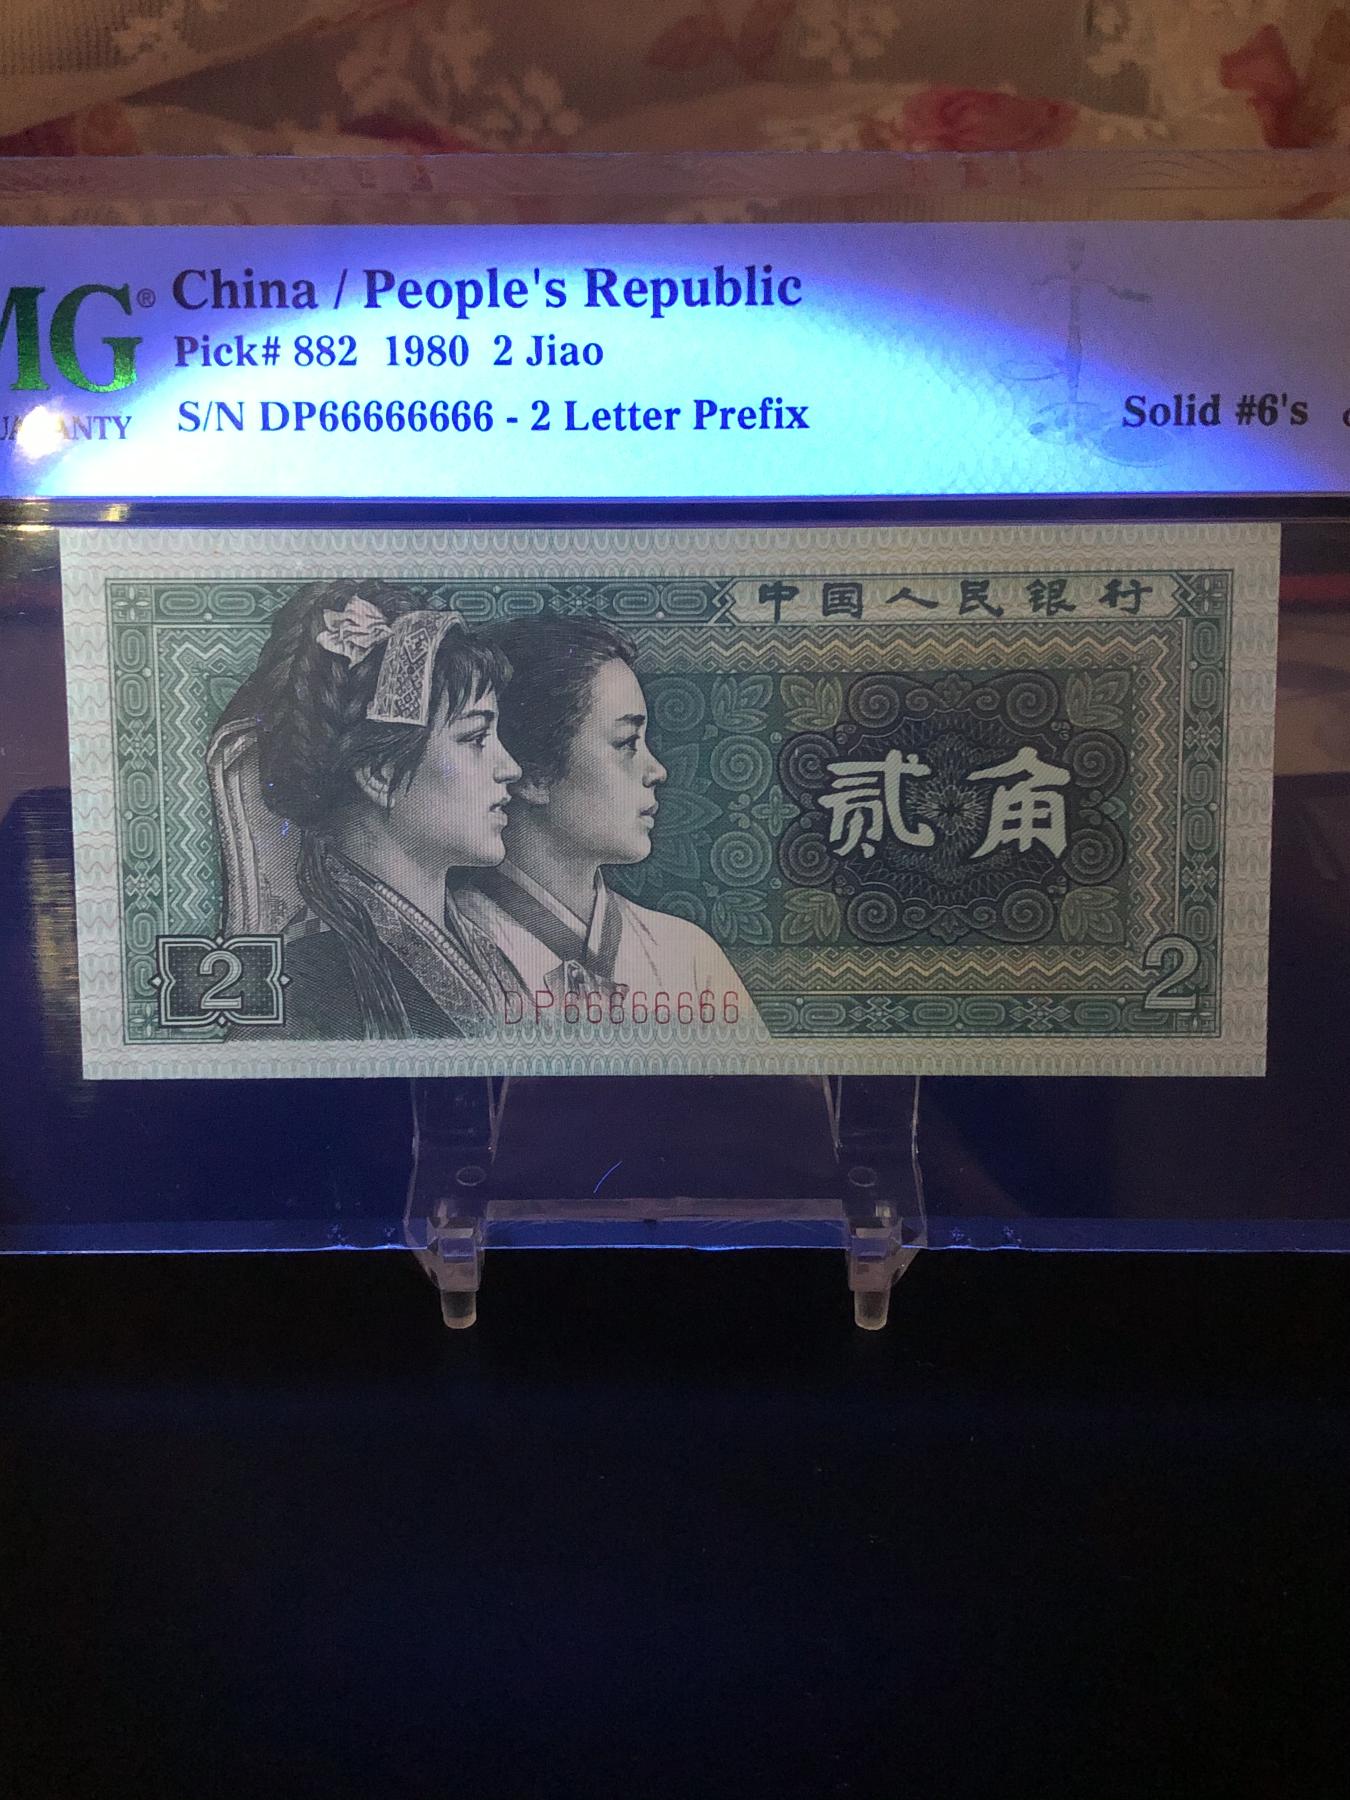 MG®
China / People's Republic
Pick# 882 1980 2 Jiao
S/N DP66666666 - 2 Letter Prefix
Solid #6's
中国人民银行
贰角
2
DP66666666
2